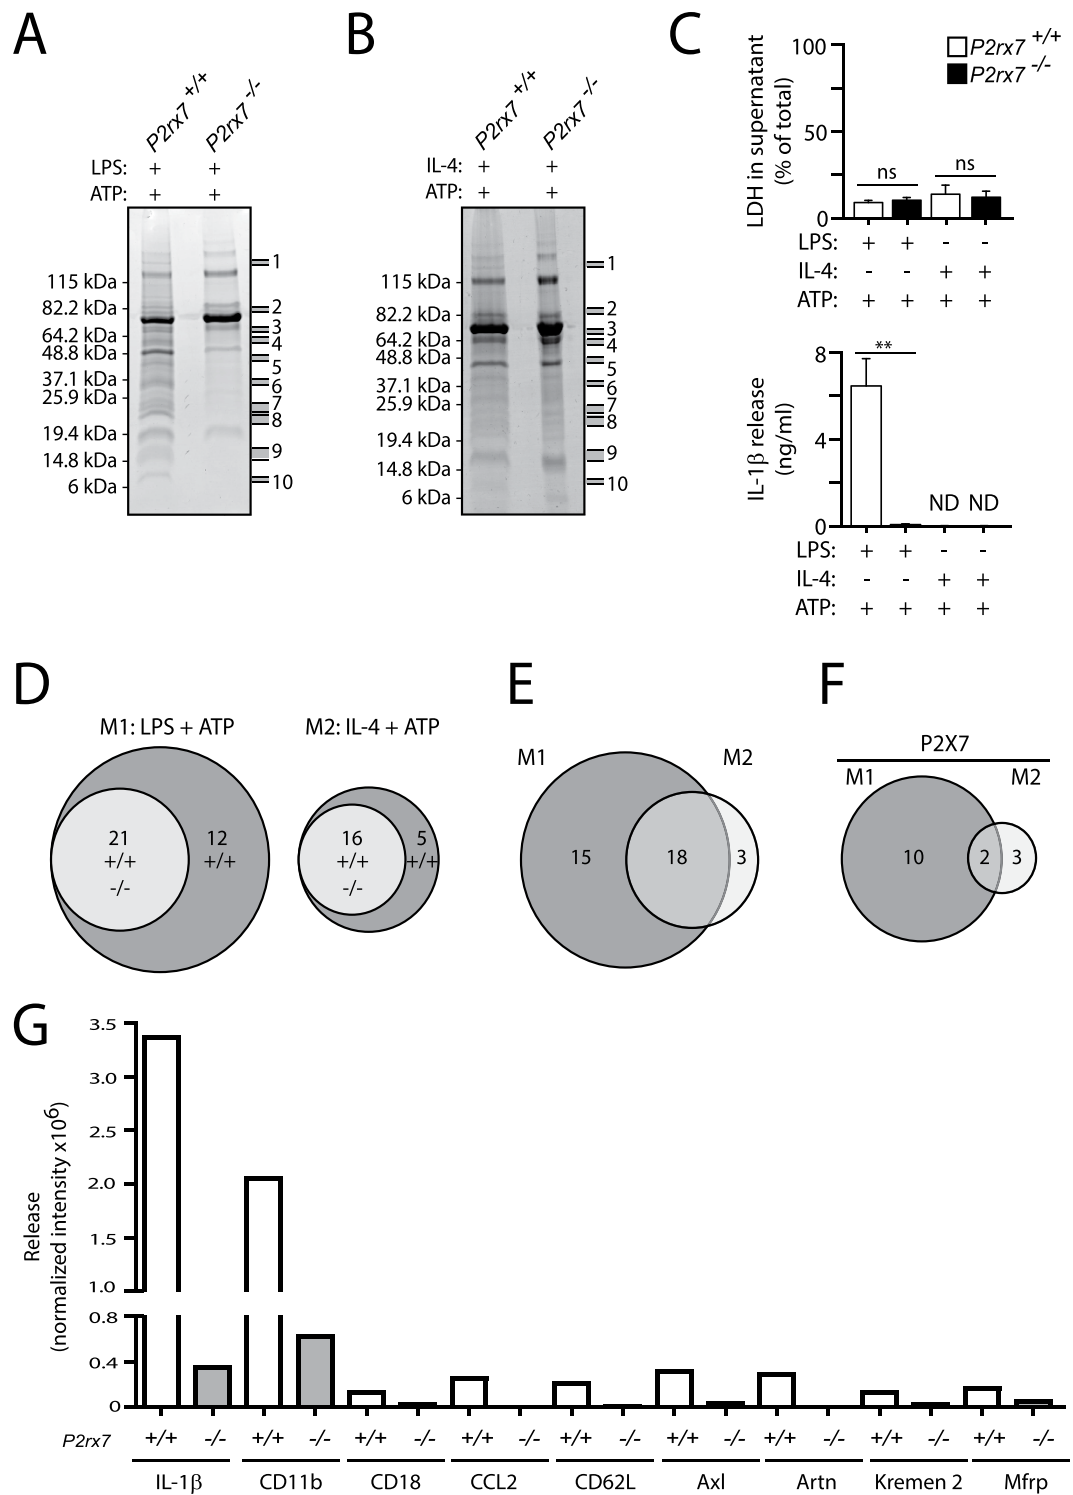 A
P2rx7 +/+
P2rx7 -/-
LPS: + +
ATP: + +
115 kDa
82.2 kDa
64.2 kDa
48.8 kDa
37.1 kDa
25.9 kDa
19.4 kDa
14.8 kDa
6 kDa
1
2
3
4
5
6
7
8
9
10
B
P2rx7 +/+
P2rx7 -/-
IL-4: + +
ATP: + +
115 kDa
82.2 kDa
64.2 kDa
48.8 kDa
37.1 kDa
25.9 kDa
19.4 kDa
14.8 kDa
6 kDa
1
2
3
4
5
6
7
8
9
10
C
P2rx7 +/+
P2rx7 -/-
LDH in supernatant
(% of total)
100
50
0
ns
ns
LPS: + + - -
IL-4: - - + +
ATP: + + + +
IL-1β release
(ng/ml)
8
4
0
**
ND ND
LPS: + + - -
IL-4: - - + +
ATP: + + + +
D
M1: LPS + ATP
21
+/+
-/-
12
+/+
M2: IL-4 + ATP
16
+/+
-/-
5
+/+
E
M1
M2
15
18
3
F
P2X7
M1
M2
10
2
3
G
Release
(normalized intensity x10⁶)
3.5
3.0
2.5
2.0
1.5
1.0
0.8
0.4
0
P2rx7 +/+ -/- +/+ -/- +/+ -/- +/+ -/- +/+ -/- +/+ -/- +/+ -/- +/+ -/- +/+ -/-
IL-1β CD11b CD18 CCL2 CD62L Axl Artn Kremen 2 Mfrp